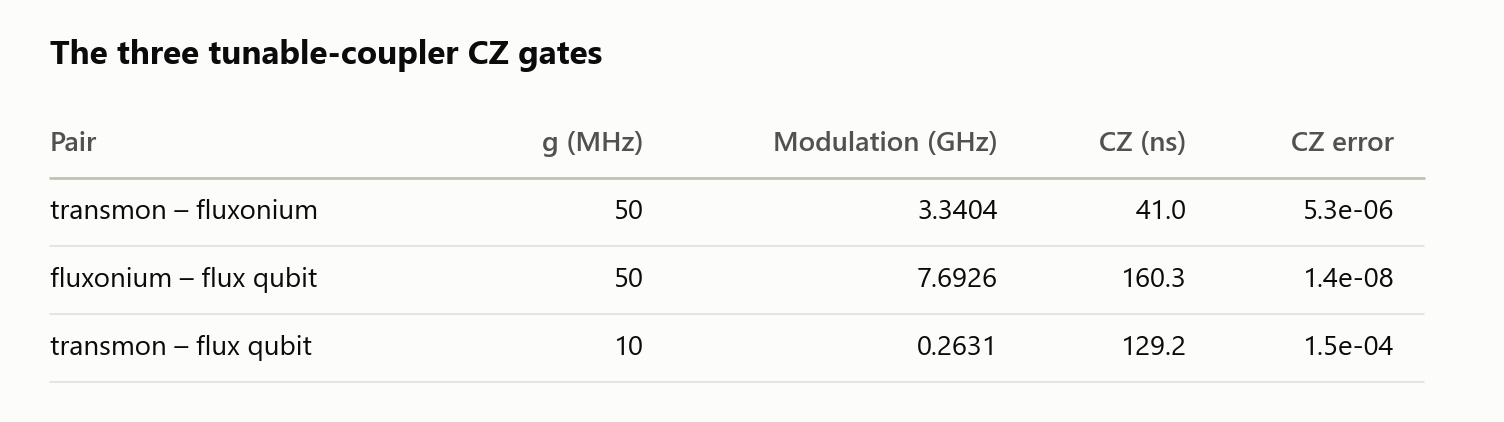 The three tunable-coupler CZ gates
Pair g (MHz) Modulation (GHz) CZ (ns) CZ error
transmon – fluxonium 50 3.3404 41.0 5.3e-06
fluxonium – flux qubit 50 7.6926 160.3 1.4e-08
transmon – flux qubit 10 0.2631 129.2 1.5e-04